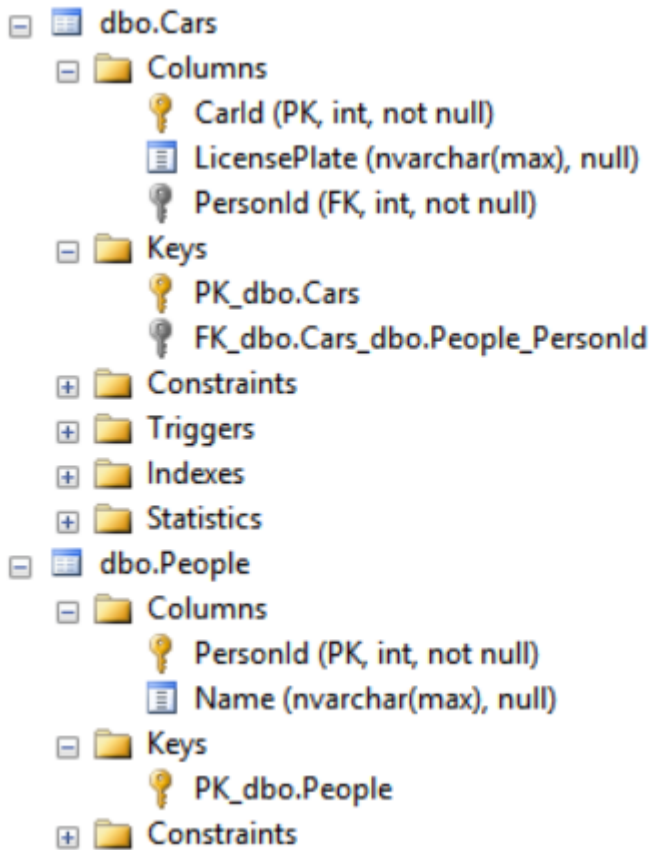 dbo.Cars
Columns
CarId (PK, int, not null)
LicensePlate (nvarchar(max), null)
PersonId (FK, int, not null)
Keys
PK_dbo.Cars
FK_dbo.Cars_dbo.People_PersonId
Constraints
Triggers
Indexes
Statistics
dbo.People
Columns
PersonId (PK, int, not null)
Name (nvarchar(max), null)
Keys
PK_dbo.People
Constraints